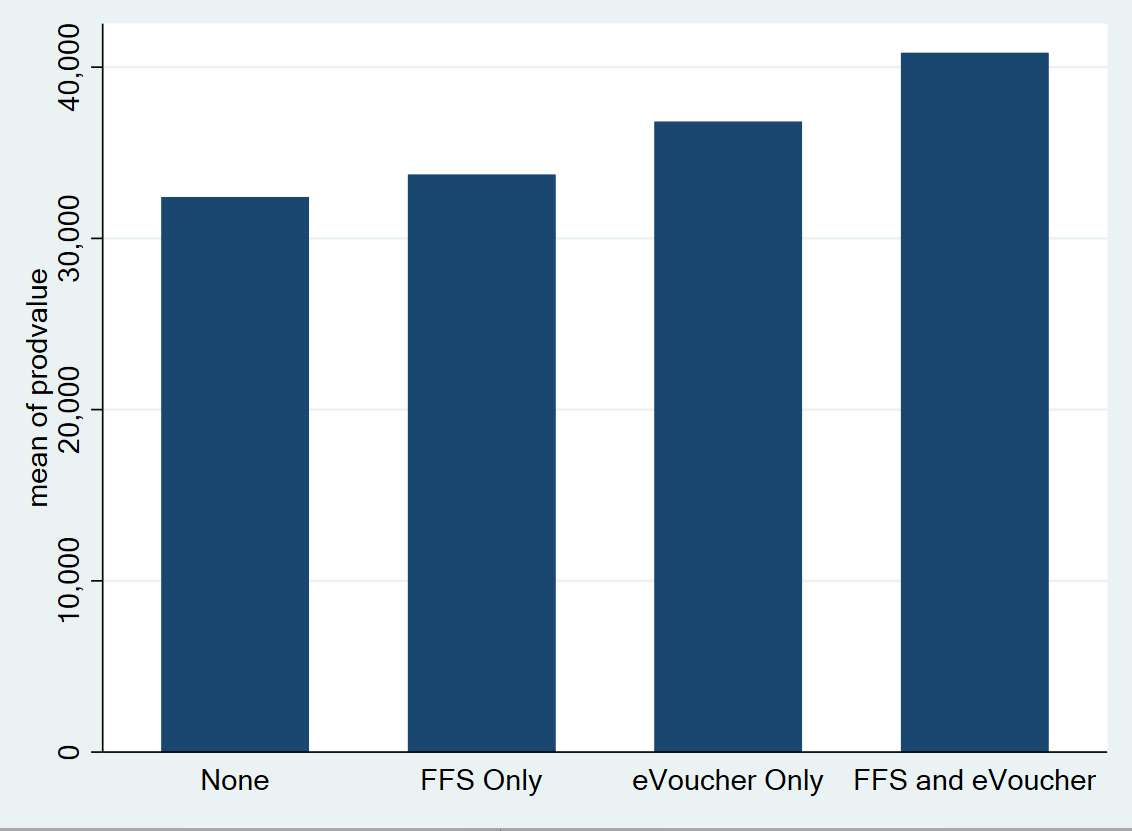 mean of prodvalue
40,000
30,000
20,000
10,000
0
None
FFS Only
eVoucher Only
FFS and eVoucher